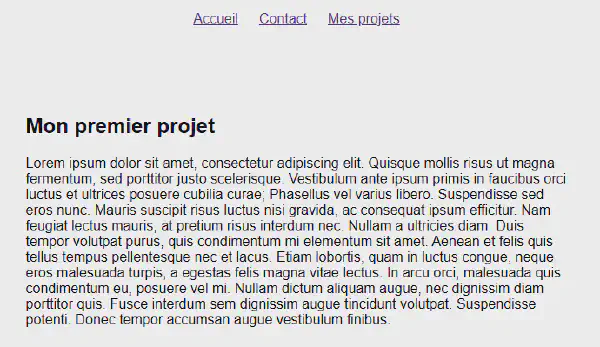 Accueil Contact Mes projets
Mon premier projet
Lorem ipsum dolor sit amet, consectetur adipiscing elit. Quisque mollis risus ut magna
fermentum, sed porttitor justo scelerisque. Vestibulum ante ipsum primis in faucibus orci
luctus et ultrices posuere cubilia curae; Phasellus vel varius libero. Suspendisse sed
eros nunc. Mauris suscipit risus luctus nisi gravida, ac consequat ipsum efficitur. Nam
feugiat lectus mauris, at pretium risus interdum nec. Nullam a ultricies diam. Duis
tempor volutpat purus, quis condimentum mi elementum sit amet. Aenean et felis quis
tellus tempus pellentesque nec et lacus. Etiam lobortis, quam in luctus congue, neque
eros malesuada turpis, a egestas felis magna vitae lectus. In arcu orci, malesuada quis
condimentum eu, posuere vel mi. Nullam dictum aliquam augue, nec dignissim diam
porttitor quis. Fusce interdum sem dignissim augue tincidunt volutpat. Suspendisse
potenti. Donec tempor accumsan augue vestibulum finibus.